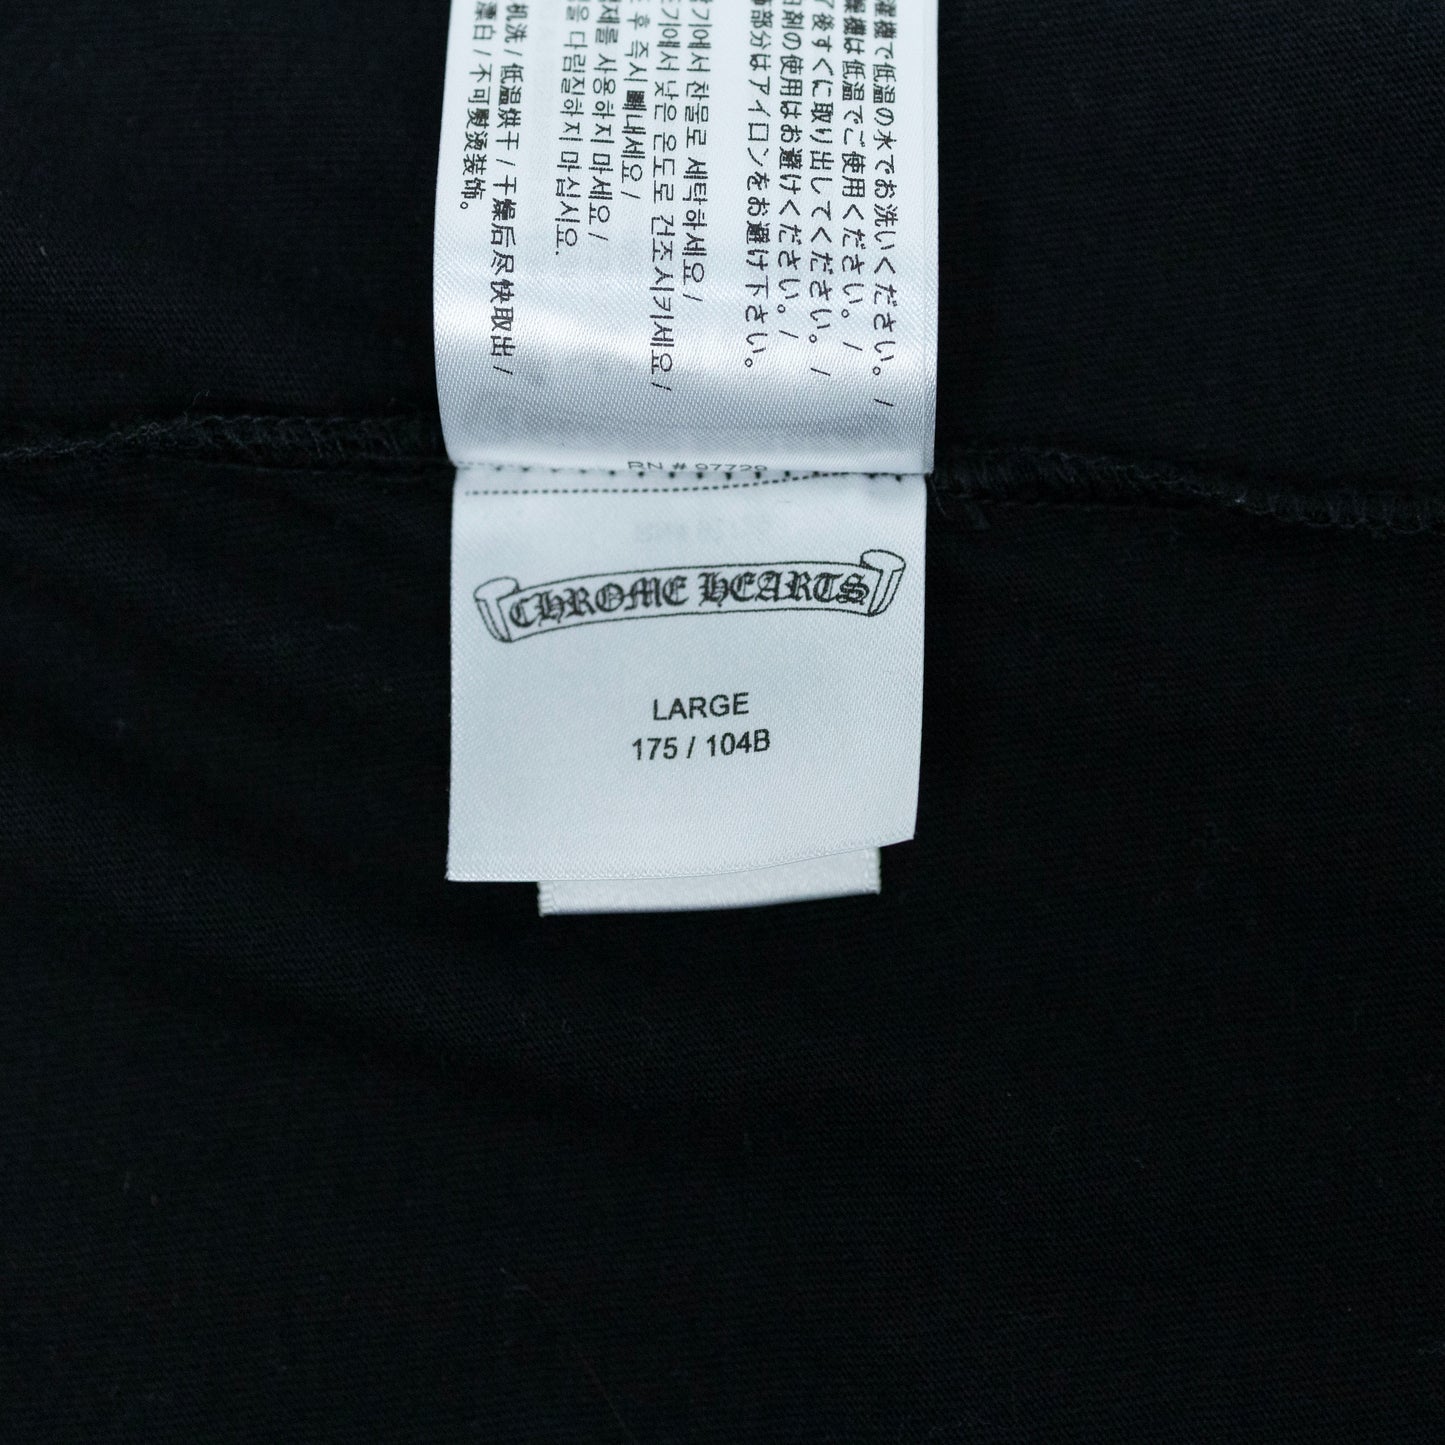 濯機で低温の水でお洗いください。/
燥機は低温でご使用ください。/
了後すぐに取り出してください。/
白剤の使用はお避けください。/
飾部分はアイロンをお避け下さい。
찬물로 세탁하세요/
기에서 낮은 온도로 건조시키세요/
후 즉시 빼내세요/
제를 사용하지 마세요/
을 다림질하지 마십시요.
机洗/低温烘干/干燥后尽快取出/
漂白/不可熨烫装饰。
RN # 97729
CHROME HEARTS
LARGE
175 / 104B